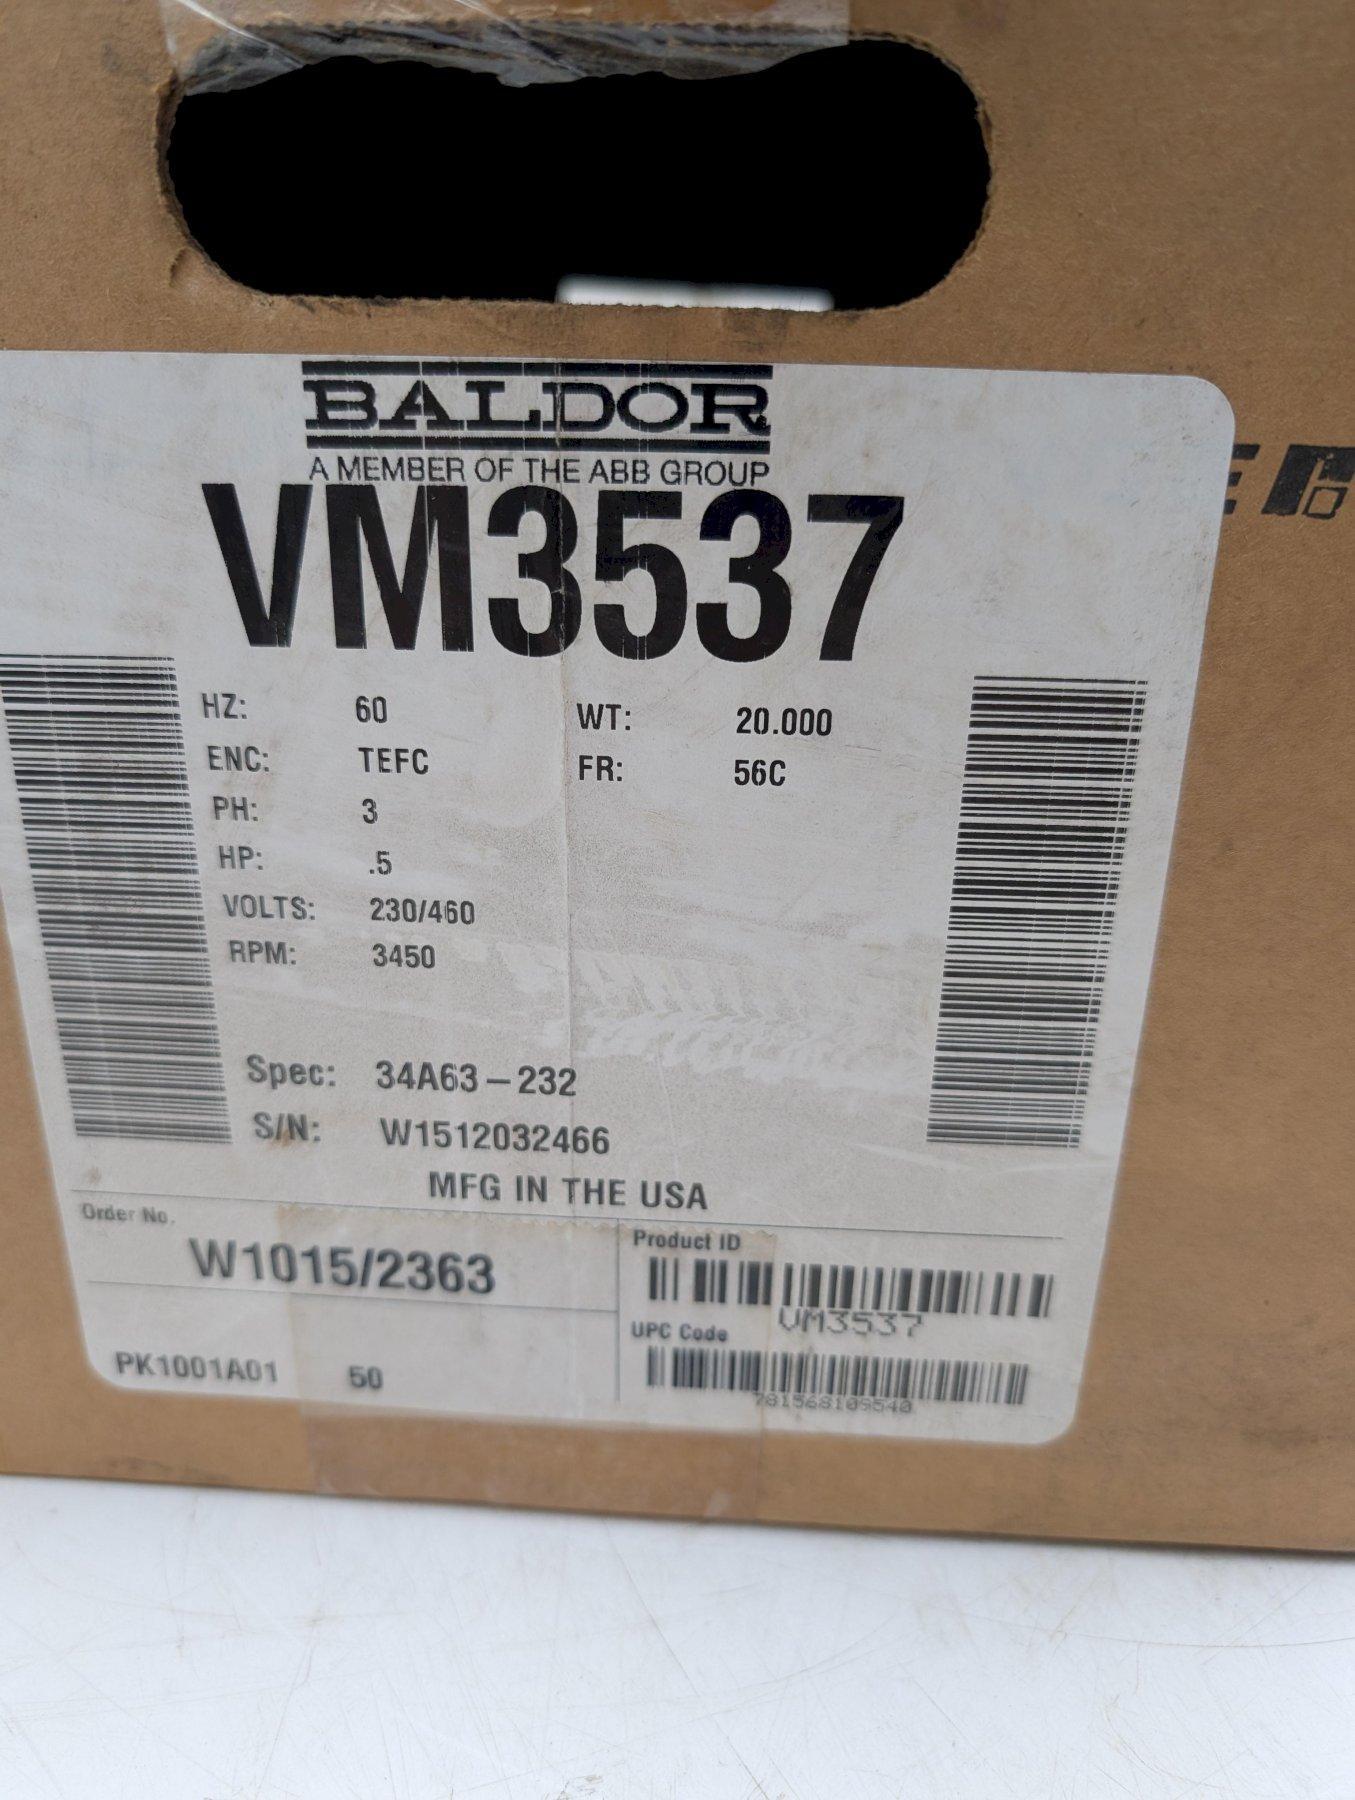 BALDOR
A MEMBER OF THE ABB GROUP
VM3537
HZ: 60 WT: 20.000
ENC: TEFC FR: 56C
PH: 3
HP: .5
VOLTS: 230/460
RPM: 3450
Spec: 34A63-232
S/N: W1512032466
MFG IN THE USA
Order No.
W1015/2363
Product ID
VM3537
UPC Code
781568109540
PK1001A01 50